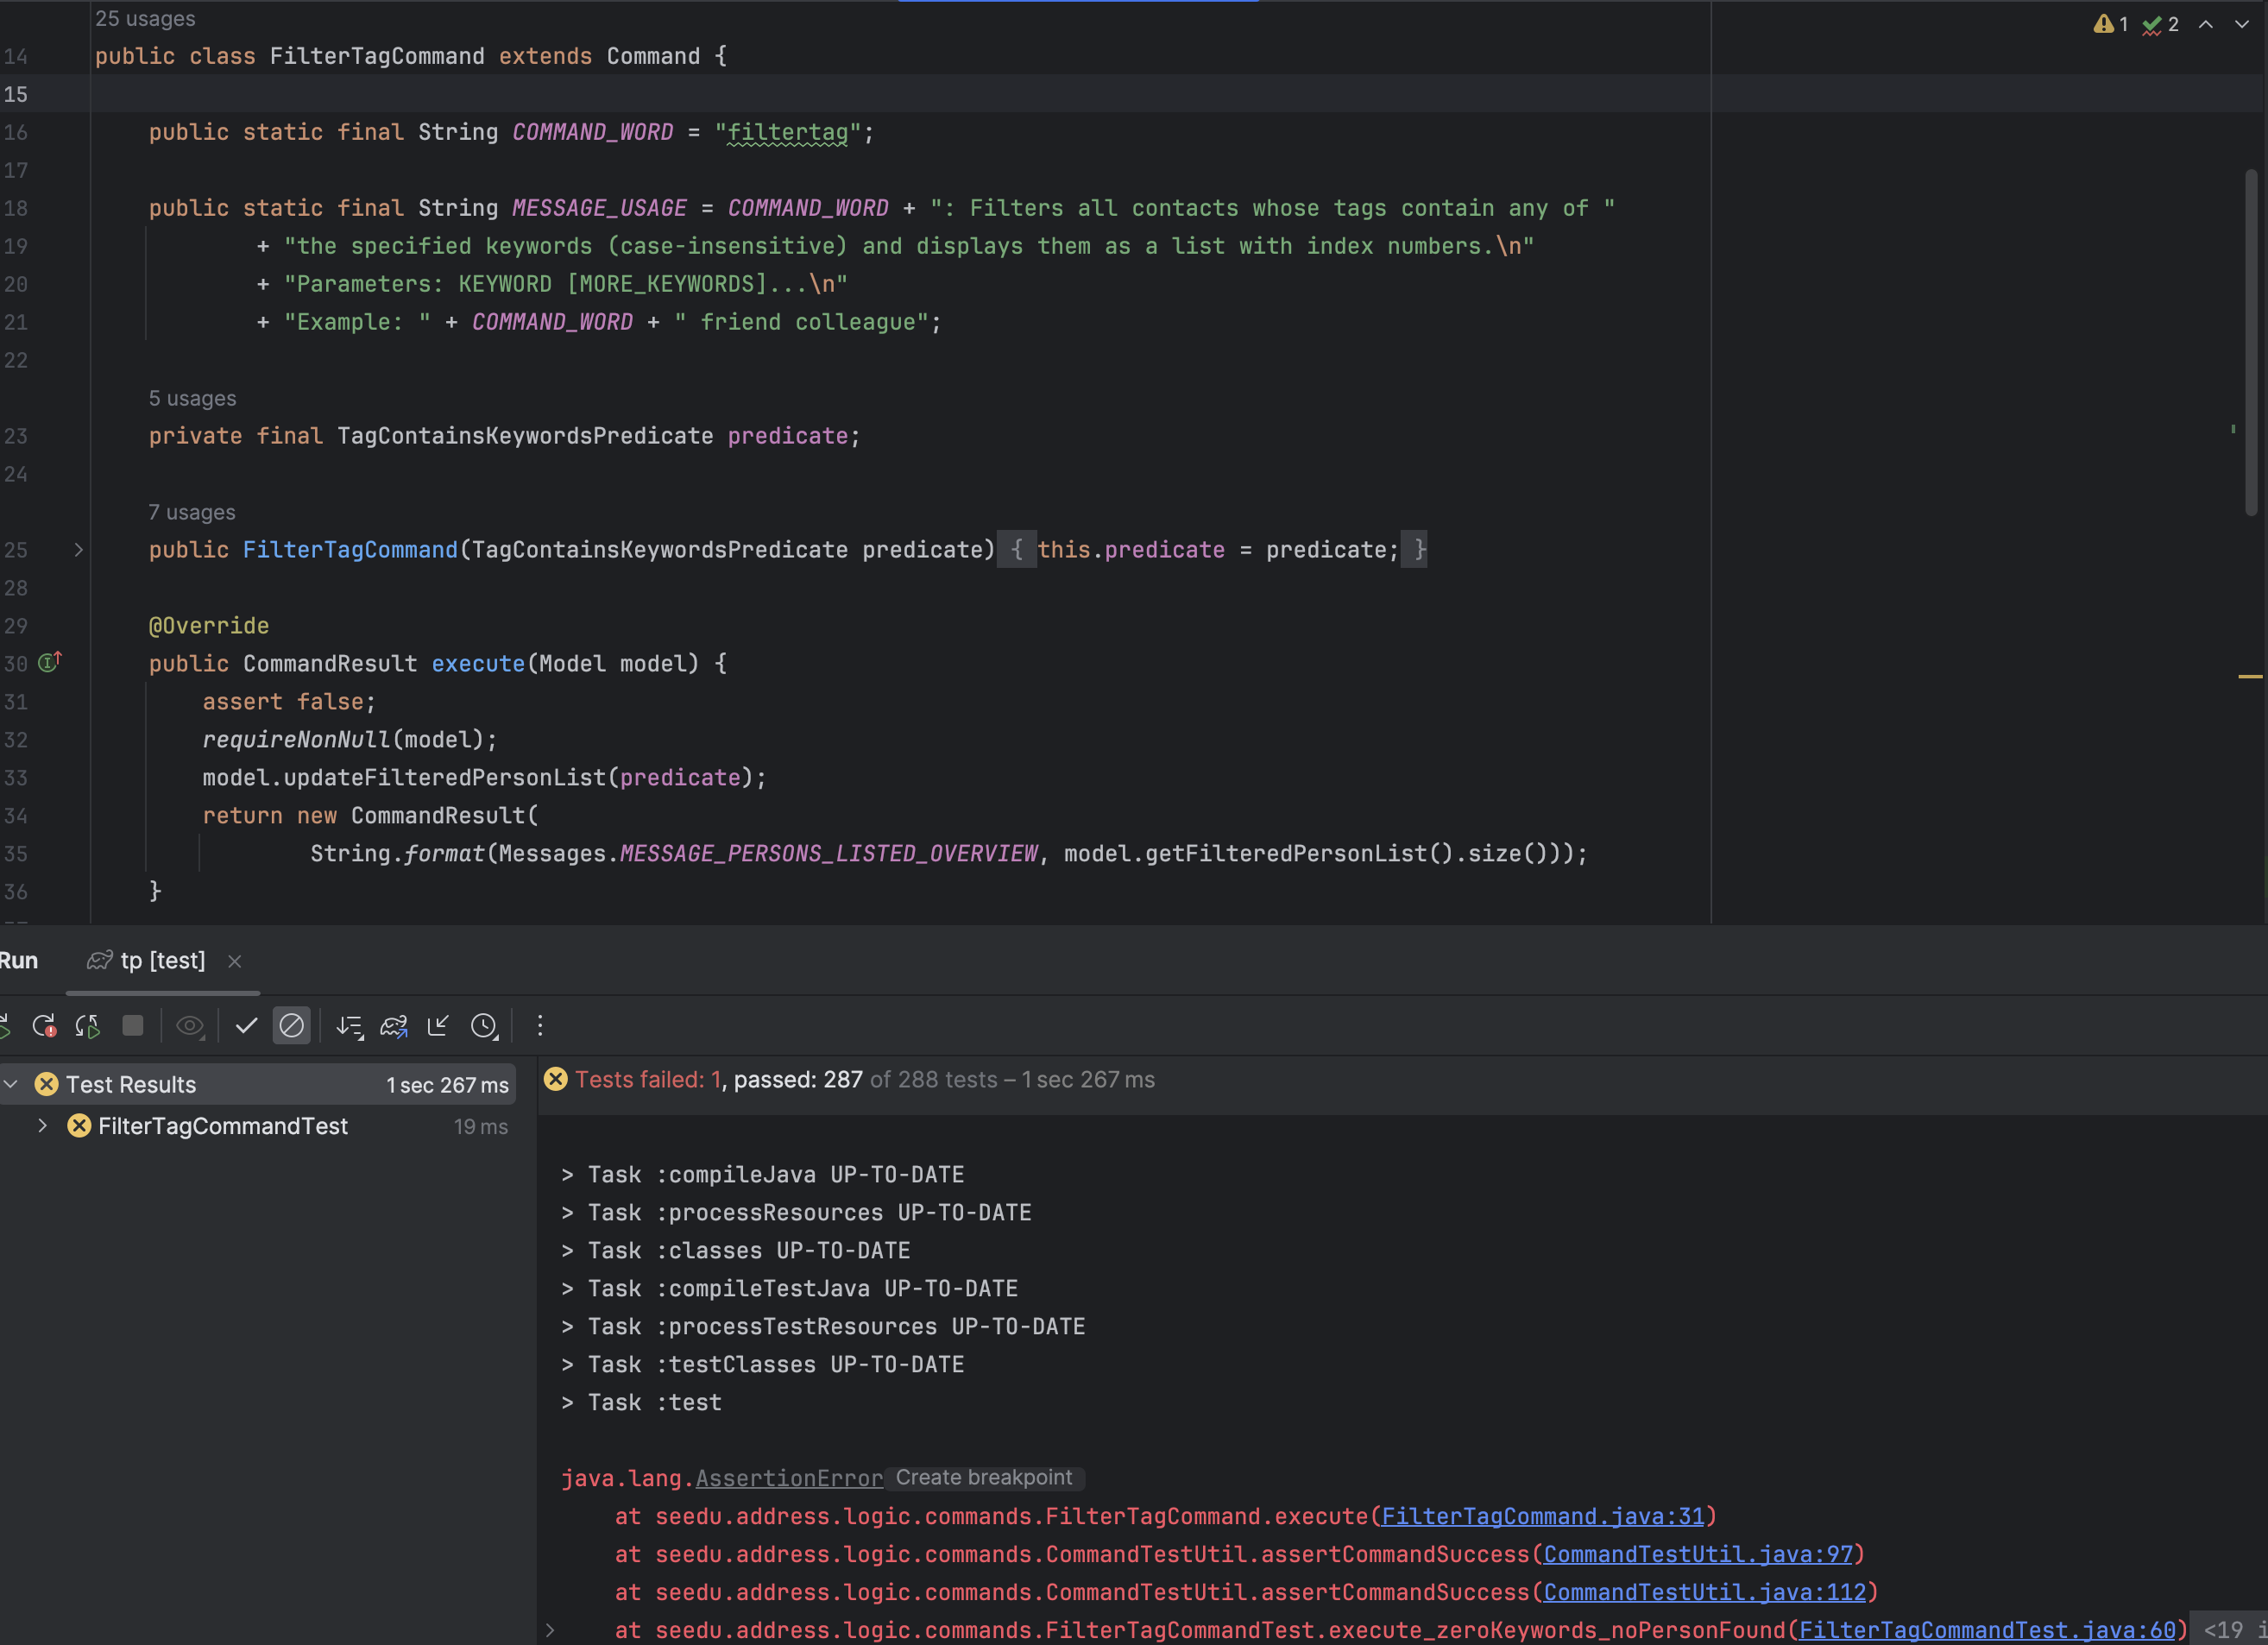 25 usages
1 2
14 public class FilterTagCommand extends Command {
15
16 public static final String COMMAND_WORD = "filtertag";
17
18 public static final String MESSAGE_USAGE = COMMAND_WORD + ": Filters all contacts whose tags contain any of "
19 + "the specified keywords (case-insensitive) and displays them as a list with index numbers.\n"
20 + "Parameters: KEYWORD [MORE_KEYWORDS]...\n"
21 + "Example: " + COMMAND_WORD + " friend colleague";
22
5 usages
23 private final TagContainsKeywordsPredicate predicate;
24
7 usages
25 public FilterTagCommand(TagContainsKeywordsPredicate predicate) { this.predicate = predicate; }
28
29 @Override
30 public CommandResult execute(Model model) {
31 assert false;
32 requireNonNull(model);
33 model.updateFilteredPersonList(predicate);
34 return new CommandResult(
35 String.format(Messages.MESSAGE_PERSONS_LISTED_OVERVIEW, model.getFilteredPersonList().size()));
36 }
Run tp [test]
Test Results 1 sec 267 ms
FilterTagCommandTest 19 ms
Tests failed: 1, passed: 287 of 288 tests – 1 sec 267 ms
> Task :compileJava UP-TO-DATE
> Task :processResources UP-TO-DATE
> Task :classes UP-TO-DATE
> Task :compileTestJava UP-TO-DATE
> Task :processTestResources UP-TO-DATE
> Task :testClasses UP-TO-DATE
> Task :test
java.lang.AssertionError Create breakpoint
at seedu.address.logic.commands.FilterTagCommand.execute(FilterTagCommand.java:31)
at seedu.address.logic.commands.CommandTestUtil.assertCommandSuccess(CommandTestUtil.java:97)
at seedu.address.logic.commands.CommandTestUtil.assertCommandSuccess(CommandTestUtil.java:112)
at seedu.address.logic.commands.FilterTagCommandTest.execute_zeroKeywords_noPersonFound(FilterTagCommandTest.java:60) <19